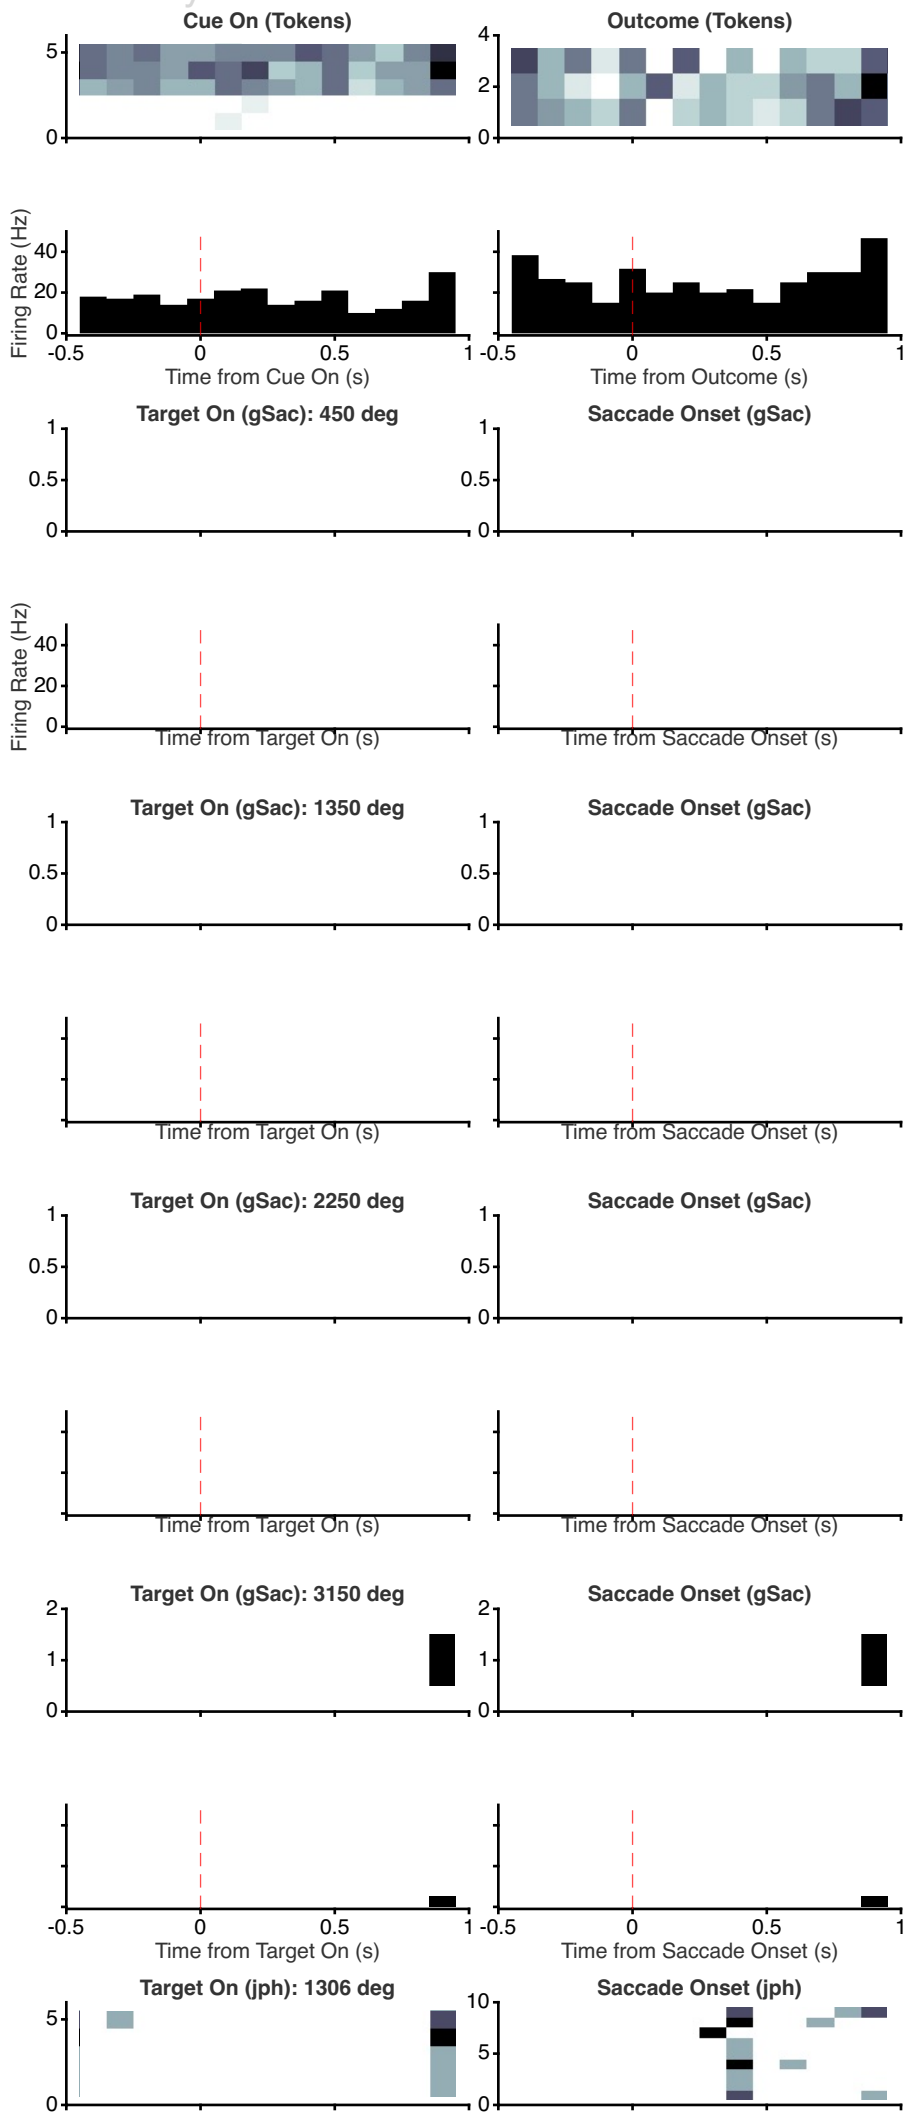 Cue On (Tokens) Outcome (Tokens)
5 4
2
0 0
Firing Rate (Hz)
40
20
0
-0.5 0 0.5 1 -0.5 0 0.5 1
Time from Cue On (s) Time from Outcome (s)
Target On (gSac): 450 deg Saccade Onset (gSac)
1 1
0.5 0.5
0 0
Firing Rate (Hz)
40
20
0
Time from Target On (s) Time from Saccade Onset (s)
Target On (gSac): 1350 deg Saccade Onset (gSac)
1 1
0.5 0.5
0 0
Time from Target On (s) Time from Saccade Onset (s)
Target On (gSac): 2250 deg Saccade Onset (gSac)
1 1
0.5 0.5
0 0
Time from Target On (s) Time from Saccade Onset (s)
Target On (gSac): 3150 deg Saccade Onset (gSac)
2 2
1 1
0 0
-0.5 0 0.5 1 -0.5 0 0.5 1
Time from Target On (s) Time from Saccade Onset (s)
Target On (jph): 1306 deg Saccade Onset (jph)
5 10
5
0 0